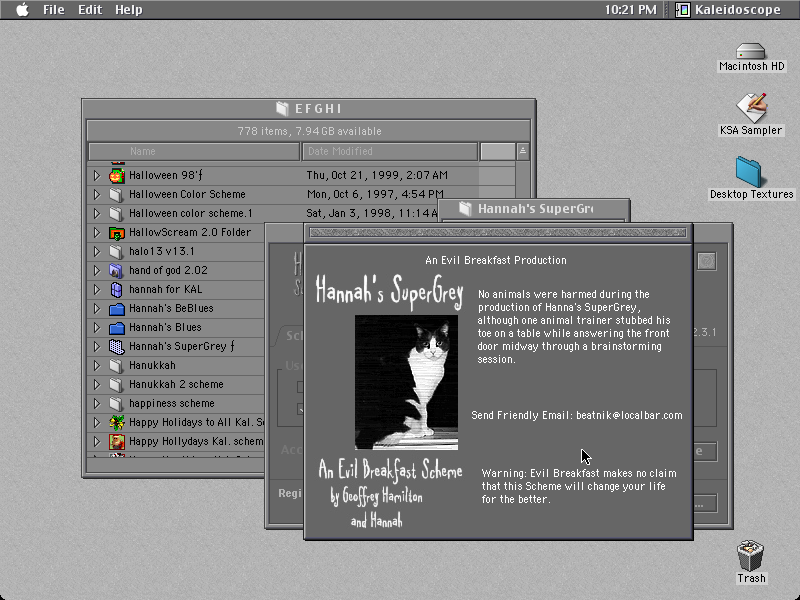 File Edit Help
10:21 PM
Kaleidoscope
Macintosh HD
KSA Sampler
Desktop Textures
Trash
E F G H I
778 items, 7.94 GB available
Name Date Modified
Halloween 98'ƒ Thu, Oct 21, 1999, 2:07 AM
Halloween Color Scheme Mon, Oct 6, 1997, 4:54 PM
Halloween color scheme.1 Sat, Jan 3, 1998, 11:14 A
HallowScream 2.0 Folder
halo13 v13.1
hand of god 2.02
hannah for KAL
Hannah's BeBlues
Hannah's Blues
Hannah's SuperGrey ƒ
Hanukkah
Hanukkah 2 scheme
happiness scheme
Happy Holidays to All Kal. S
Happy Hollydays Kal. schem
Hannah's SuperGr
2.3.1
Regi
An Evil Breakfast Production
Hannah's SuperGrey
No animals were harmed during the
production of Hanna's SuperGrey,
although one animal trainer stubbed his
toe on a table while answering the front
door midway through a brainstorming
session.
Send Friendly Email: beatnik@localbar.com
An Evil Breakfast Scheme
by Geoffrey Hamilton
and Hannah
Warning: Evil Breakfast makes no claim
that this Scheme will change your life
for the better.